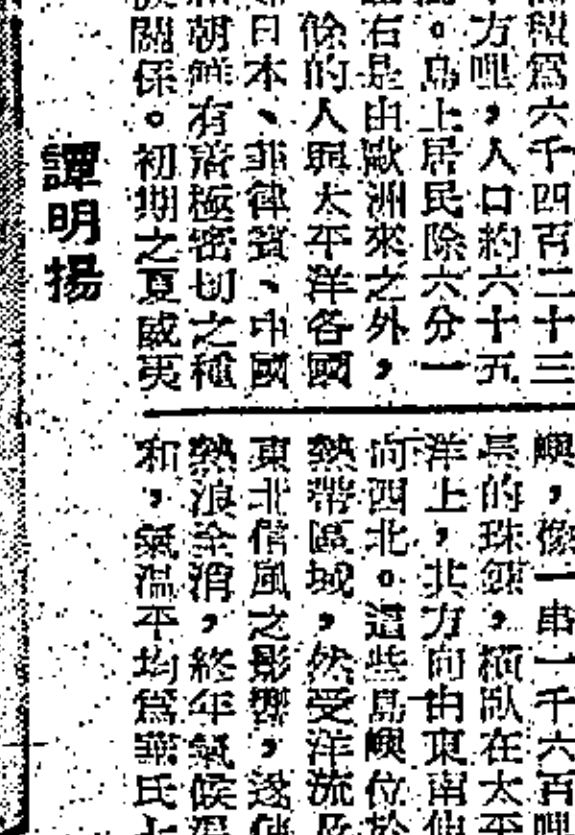 積爲六千四百二十三
方哩，人口約六十五
。島上居民除六分一
石是由歐洲來之外，
餘的人與太平洋各國
日本、菲律賓、中國
朝鮮有着極密切之種
關係。初期之夏威夷
譚明揚
嶼，像一串一千六百哩
長的珠鍊，橫臥在太平
洋上，其方向由東南伸
向西北。這些島嶼位於
熱帶區域，然受洋流及
東北信風之影響，遂使
熱浪全消，終年氣候溫
和，氣溫平均爲華氏七